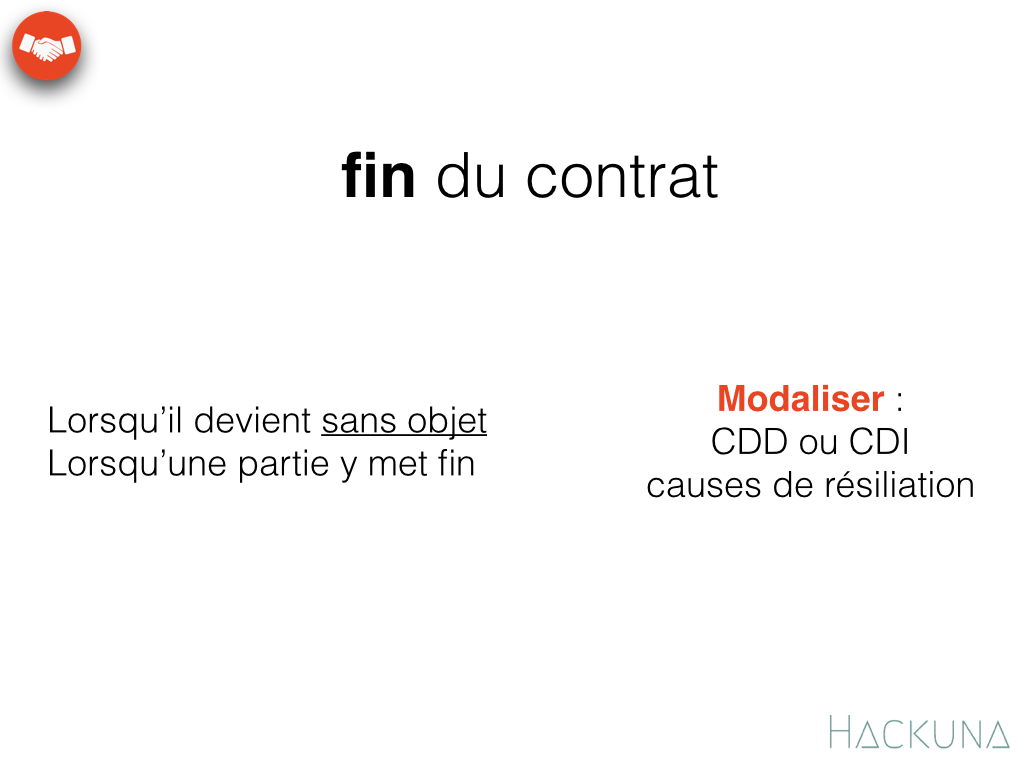 fin du contrat
Lorsqu’il devient sans objet
Lorsqu’une partie y met fin
Modaliser :
CDD ou CDI
causes de résiliation
HACKUNA